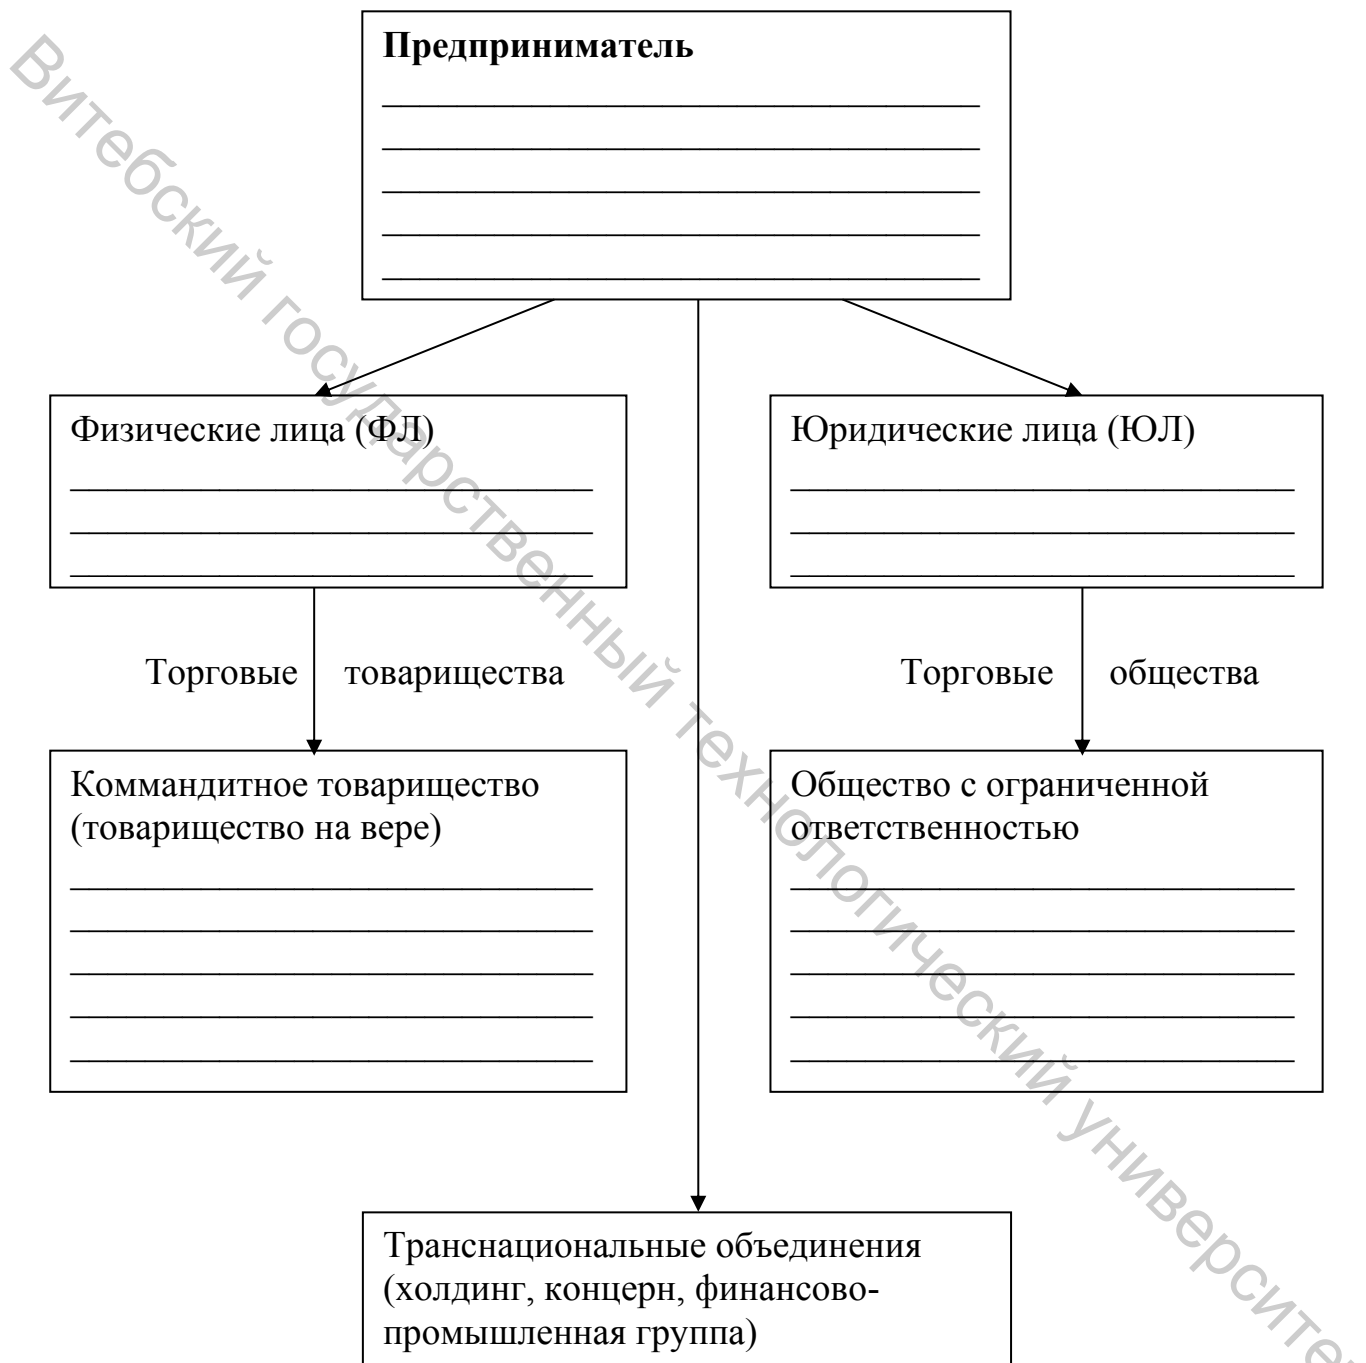 Предприниматель
Физические лица (ФЛ)
Юридические лица (ЮЛ)
Торговые товарищества
Торговые общества
Коммандитное товарищество
(товарищество на вере)
Общество с ограниченной
ответственностью
Транснациональные объединения
(холдинг, концерн, финансово-
промышленная группа)
Витебский государственный технологический университе